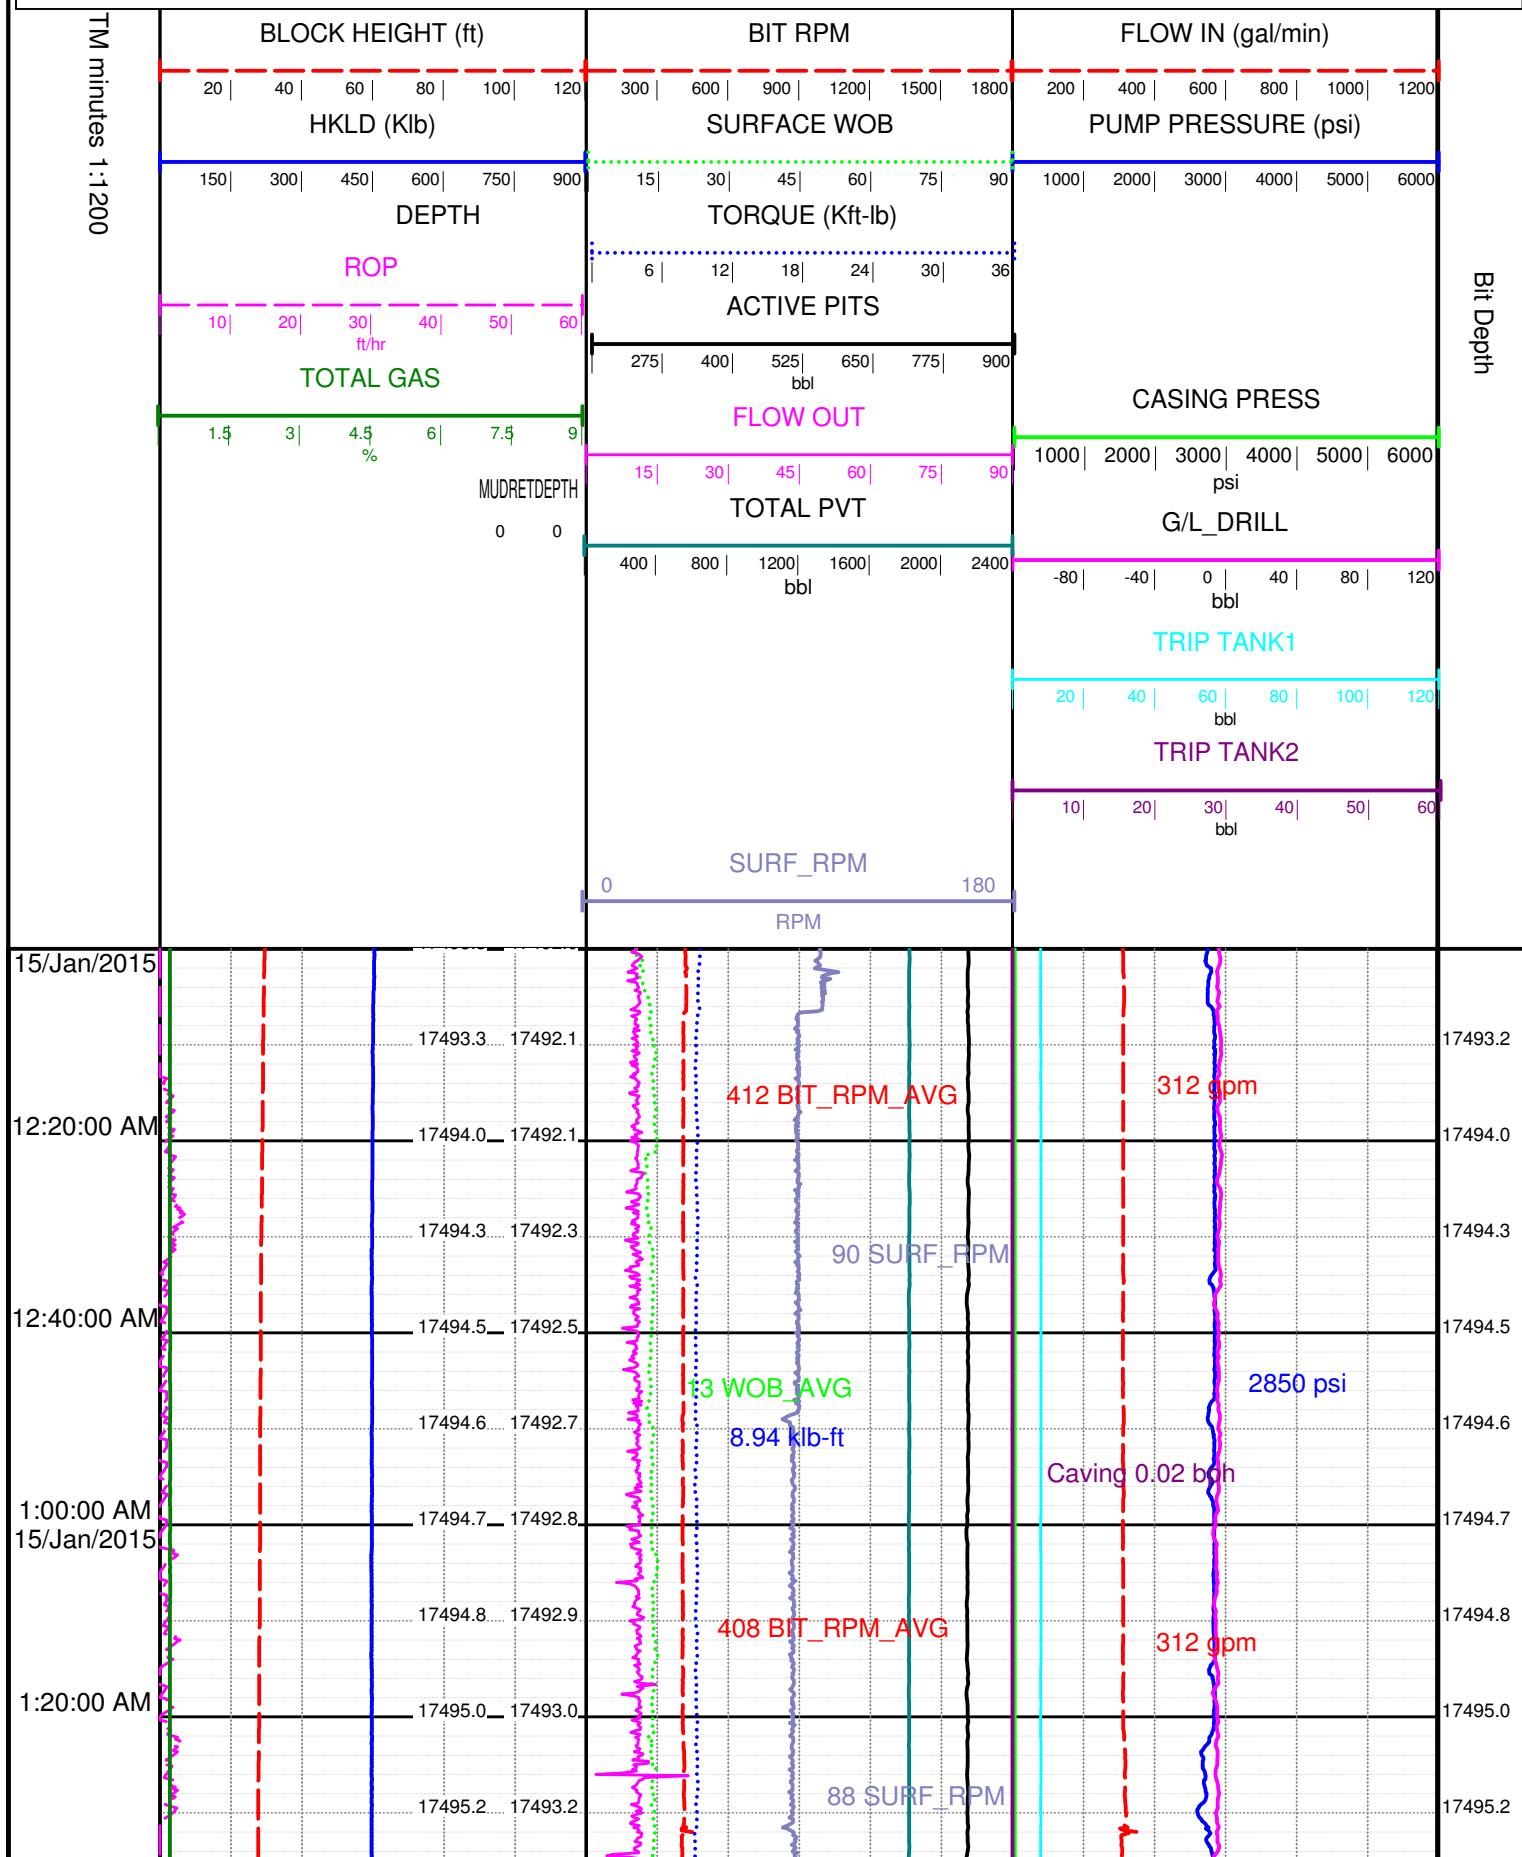 TM minutes 1:1200
BLOCK HEIGHT (ft)
20 40 60 80 100 120
HKLD (Klb)
150 300 450 600 750 900
DEPTH
ROP
10 20 30 40 50 60
ft/hr
TOTAL GAS
1.5 3 4.5 6 7.5 9
%
MUDRETDEPTH
0 0
BIT RPM
300 600 900 1200 1500 1800
SURFACE WOB
15 30 45 60 75 90
TORQUE (Kft-lb)
6 12 18 24 30 36
ACTIVE PITS
275 400 525 650 775 900
bbl
FLOW OUT
15 30 45 60 75 90
TOTAL PVT
400 800 1200 1600 2000 2400
bbl
SURF_RPM
0 180
RPM
FLOW IN (gal/min)
200 400 600 800 1000 1200
PUMP PRESSURE (psi)
1000 2000 3000 4000 5000 6000
CASING PRESS
1000 2000 3000 4000 5000 6000
psi
G/L_DRILL
-80 -40 0 40 80 120
bbl
TRIP TANK1
20 40 60 80 100 120
bbl
TRIP TANK2
10 20 30 40 50 60
bbl
Bit Depth
15/Jan/2015
17493.3 17492.1 17493.2
412 BIT_RPM_AVG 312 gpm
12:20:00 AM 17494.0 17492.1 17494.0
17494.3 17492.3 17494.3
90 SURF_RPM
12:40:00 AM 17494.5 17492.5 17494.5
13 WOB_AVG 2850 psi
17494.6 17492.7 17494.6
8.94 klb-ft
Caving 0.02 bph
1:00:00 AM 17494.7 17492.8 17494.7
15/Jan/2015
17494.8 17492.9 17494.8
408 BIT_RPM_AVG 312 gpm
1:20:00 AM 17495.0 17493.0 17495.0
88 SURF_RPM
17495.2 17493.2 17495.2